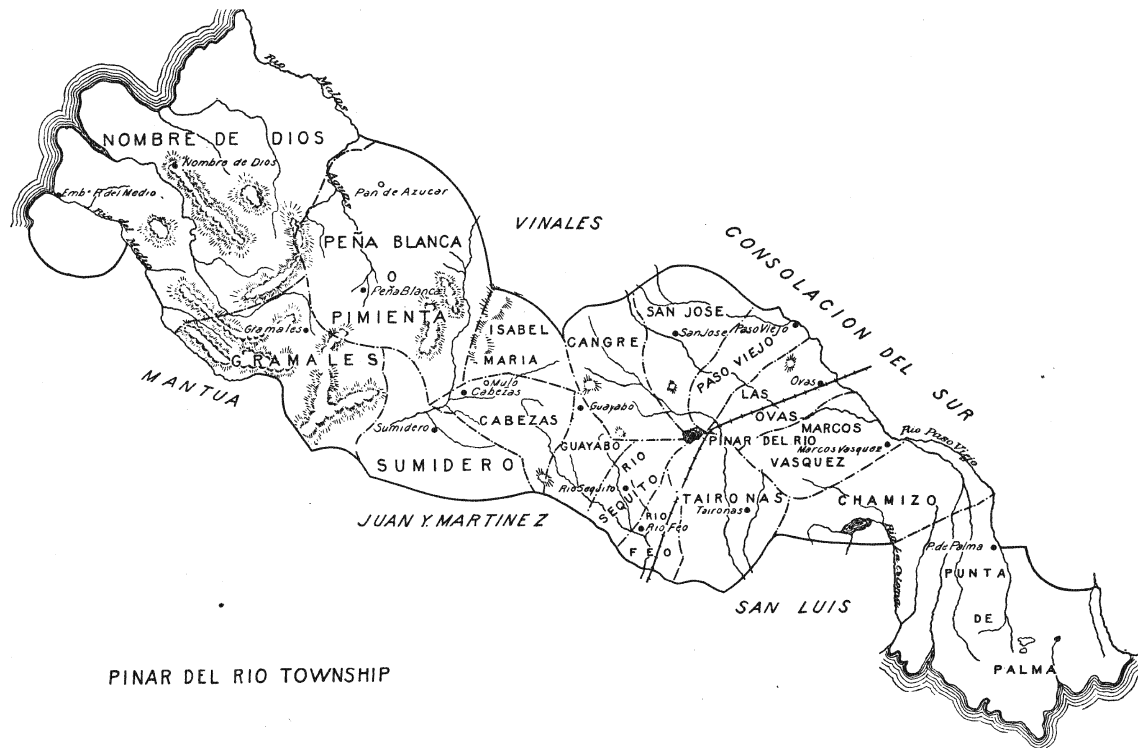 Rio Malas
NOMBRE DE DIOS
Nombre de Dios
Emb° R. del Medio
Rio del Medio
Aguas
Pan de Azucar
VINALES
PEÑA BLANCA
O
Peña Blanca
PIMIENTA
CONSOLACION DEL SUR
SAN JOSE
San Jose
Paso Viejo
PASO VIEJO
ISABEL
MARIA
CANGRE
Gramales
GRAMALES
MANTUA
Mulo
Cabezas
CABEZAS
Sumidero
SUMIDERO
Guayabo
GUAYABO
Ovas
LAS
OVAS
MARCOS
PINAR DEL RIO
Marcos Vasquez
VASQUEZ
Rio Paso Viejo
RIO
SEQUITO
Rio Sequito
TAIRONAS
Taironas
CHAMIZO
RIO
Rio Feo
FEO
JUAN Y. MARTINEZ
P. de Palma
PUNTA
DE
PALMA
Rio La Coloma
SAN LUIS
PINAR DEL RIO TOWNSHIP